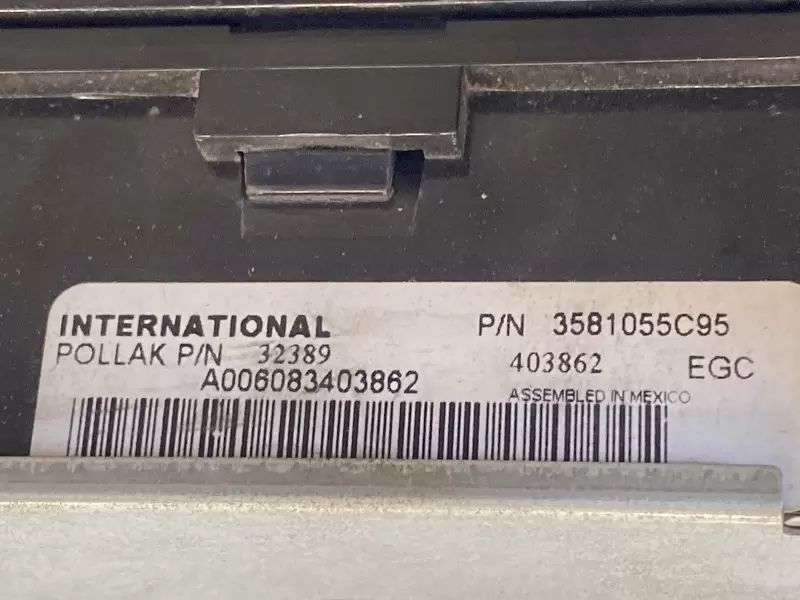 INTERNATIONAL P/N 3581055C95
POLLAK P/N 32389 403862 EGC
A006083403862
ASSEMBLED IN MEXICO